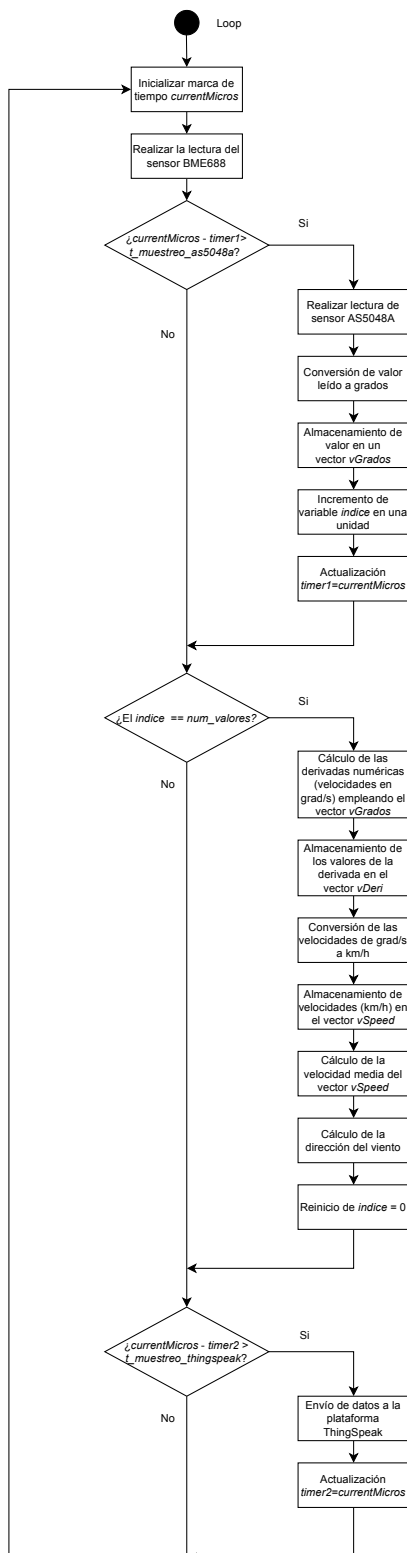 Loop
Inicializar marca de
tiempo currentMicros
Realizar la lectura del
sensor BME688
¿currentMicros - timer1>
t_muestreo_as5048a?
Si
No
Realizar lectura de
sensor AS5048A
Conversión de valor
leído a grados
Almacenamiento de
valor en un
vector vGrados
Incremento de
variable indice en una
unidad
Actualización
timer1=currentMicros
¿El indice == num_valores?
Si
No
Cálculo de las
derivadas numéricas
(velocidades en
grad/s) empleando el
vector vGrados
Almacenamiento de
los valores de la
derivada en el
vector vDeri
Conversión de las
velocidades de grad/s
a km/h
Almacenamiento de
velocidades (km/h) en
el vector vSpeed
Cálculo de la
velocidad media del
vector vSpeed
Cálculo de la
dirección del viento
Reinicio de indice = 0
¿currentMicros - timer2 >
t_muestreo_thingspeak?
Si
No
Envío de datos a la
plataforma
ThingSpeak
Actualización
timer2=currentMicros